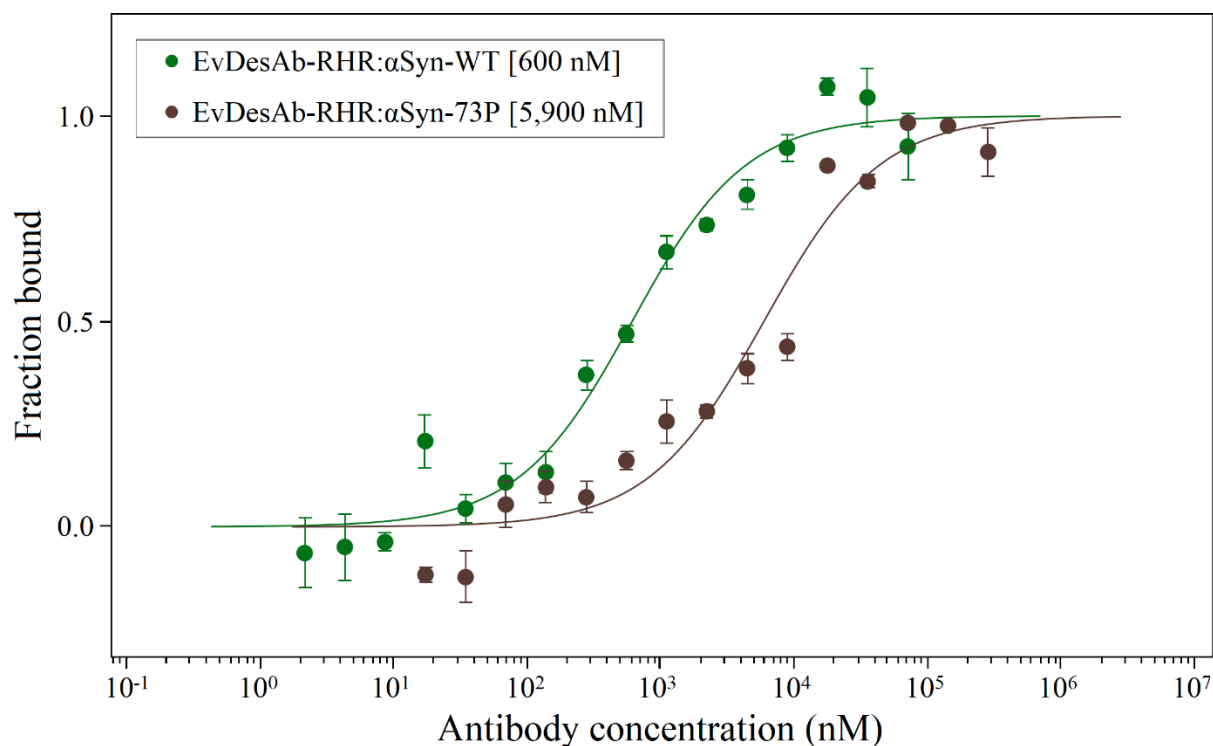 EvDesAb-RHR:αSyn-WT [600 nM]
EvDesAb-RHR:αSyn-73P [5,900 nM]
Fraction bound
1.0
0.5
0.0
10⁻¹ 10⁰ 10¹ 10² 10³ 10⁴ 10⁵ 10⁶ 10⁷
Antibody concentration (nM)